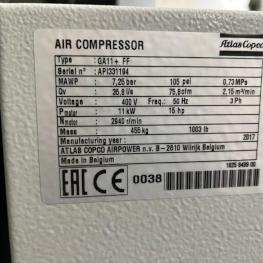 AIR COMPRESSOR
Atlas Copco
Type : GA11+ FF
Serial n° : API331194
MAWP : 7,25 bar 105 psi 0,73 MPa
Qv : 35,8 l/s 75,8 cfm 2,15 m³/min
Voltage : 400 V Freq.: 50 Hz 3 Ph
P motor : 11 kW 15 hp
N motor : 2940 r/min
Mass : 455 kg 1003 lb
Manufacturing year : 2017
ATLAS COPCO AIRPOWER n.v. B - 2610 Wilrijk Belgium
Made in Belgium
1625 9499 00
EAC CE 0038